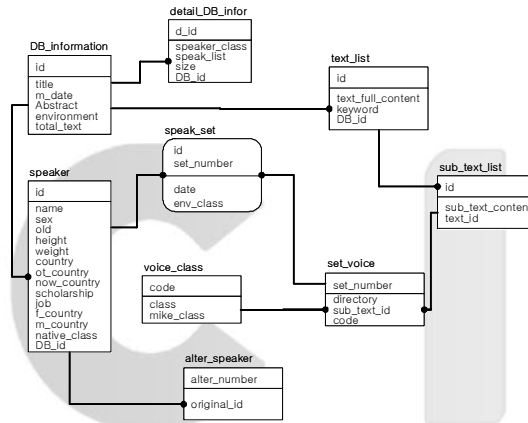 detail_DB_infor
d_id
speaker_class
speak_list
size
DB_id
DB_information
id
title
m_date
Abstract
environment
total_text
text_list
id
text_full_content
keyword
DB_id
speak_set
id
set_number
date
env_class
sub_text_list
id
sub_text_conten
text_id
speaker
id
name
sex
old
height
weight
country
ot_country
now_country
scholarship
job
f_country
m_country
native_class
DB_id
voice_class
code
class
mike_class
set_voice
set_number
directory
sub_text_id
code
alter_speaker
alter_number
original_id